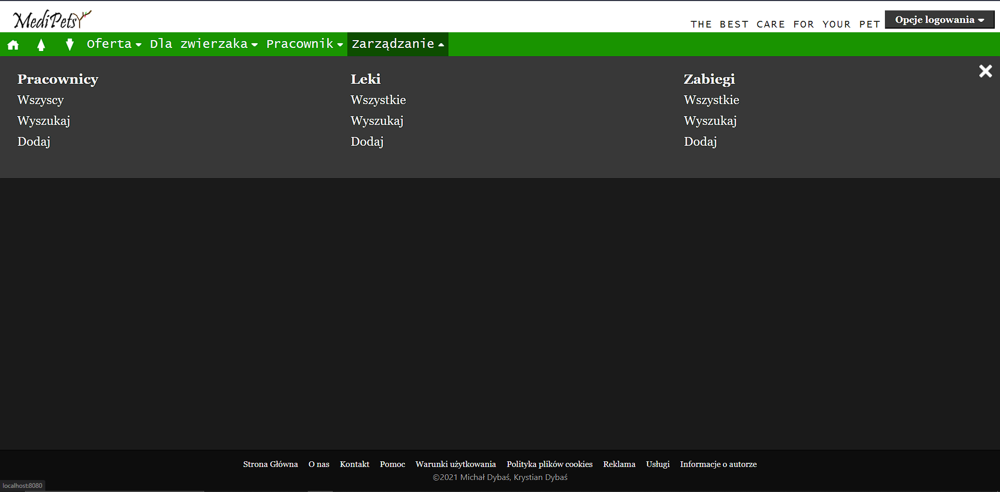 MediPets
THE BEST CARE FOR YOUR PET
Opcje logowania
Oferta Dla zwierzaka Pracownik Zarządzanie
Pracownicy
Wszyscy
Wyszukaj
Dodaj
Leki
Wszystkie
Wyszukaj
Dodaj
Zabiegi
Wszystkie
Wyszukaj
Dodaj
Strona Główna O nas Kontakt Pomoc Warunki użytkowania Polityka plików cookies Reklama Usługi Informacje o autorze
©2021 Michał Dybaś, Krystian Dybaś
localhost:8080